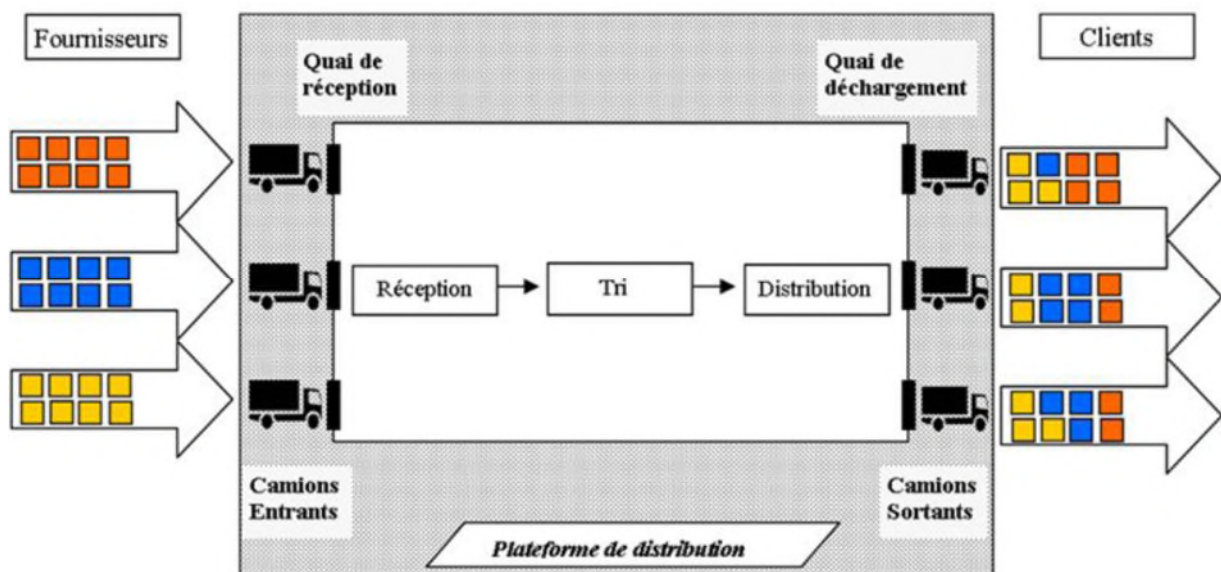 Fournisseurs
Quai de
réception
Quai de
déchargement
Clients
Réception
Tri
Distribution
Camions
Entrants
Camions
Sortants
Plateforme de distribution